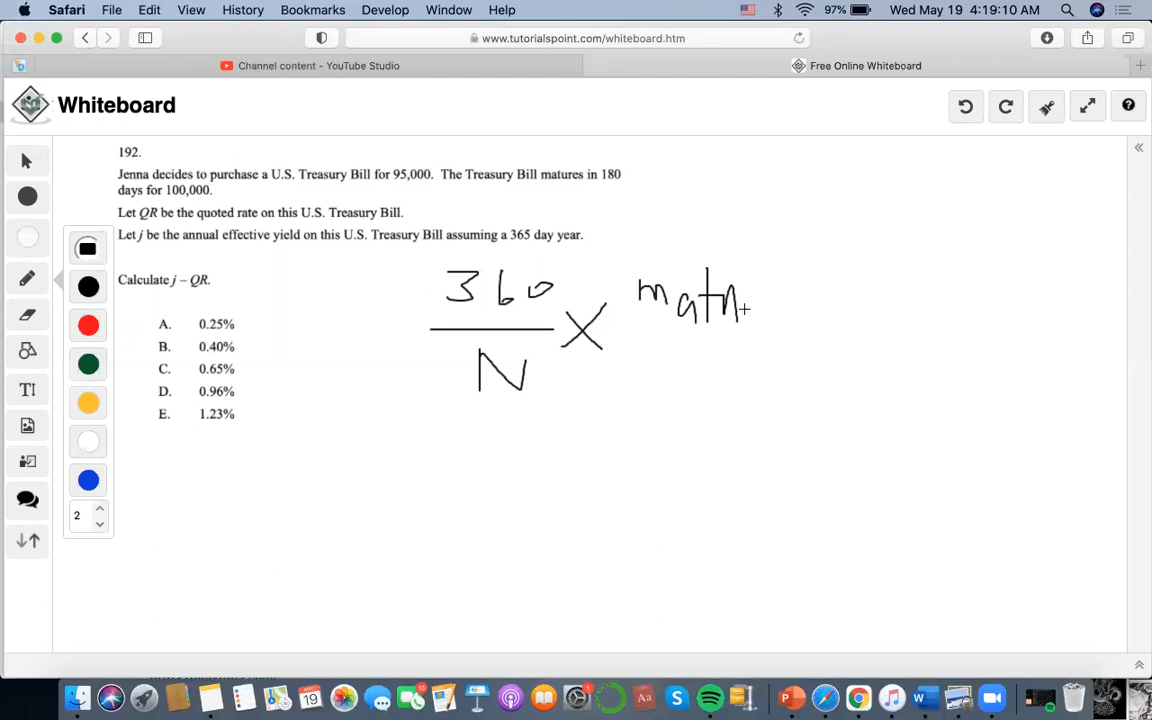 Safari File Edit View History Bookmarks Develop Window Help 97% Wed May 19 4:19:10 AM
www.tutorialspoint.com/whiteboard.htm
Channel content - YouTube Studio Free Online Whiteboard
Whiteboard
192.
Jenna decides to purchase a U.S. Treasury Bill for 95,000. The Treasury Bill matures in 180
days for 100,000.
Let QR be the quoted rate on this U.S. Treasury Bill.
Let j be the annual effective yield on this U.S. Treasury Bill assuming a 365 day year.
Calculate j – QR.
A. 0.25%
B. 0.40%
C. 0.65%
D. 0.96%
E. 1.23%
360
N
X
math
TI
2
19
Aa